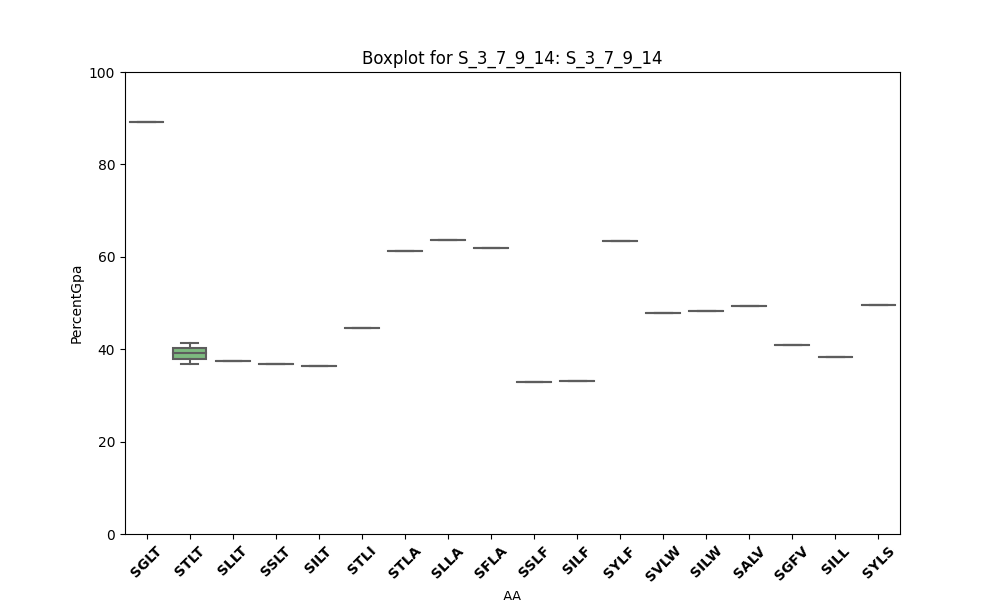 Boxplot for S_3_7_9_14: S_3_7_9_14
100
80
60
40
20
0
PercentGpa
SGLT STLT SLLT SSLT SILT STLI STLA SLLA SFLA SSLF SILF SYLF SVLW SILW SALV SGFV SILL SYLS
AA